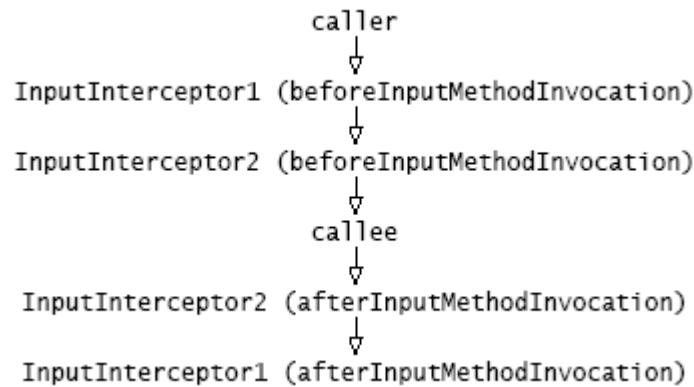 caller
InputInterceptor1 (beforeInputMethodInvocation)
InputInterceptor2 (beforeInputMethodInvocation)
callee
InputInterceptor2 (afterInputMethodInvocation)
InputInterceptor1 (afterInputMethodInvocation)